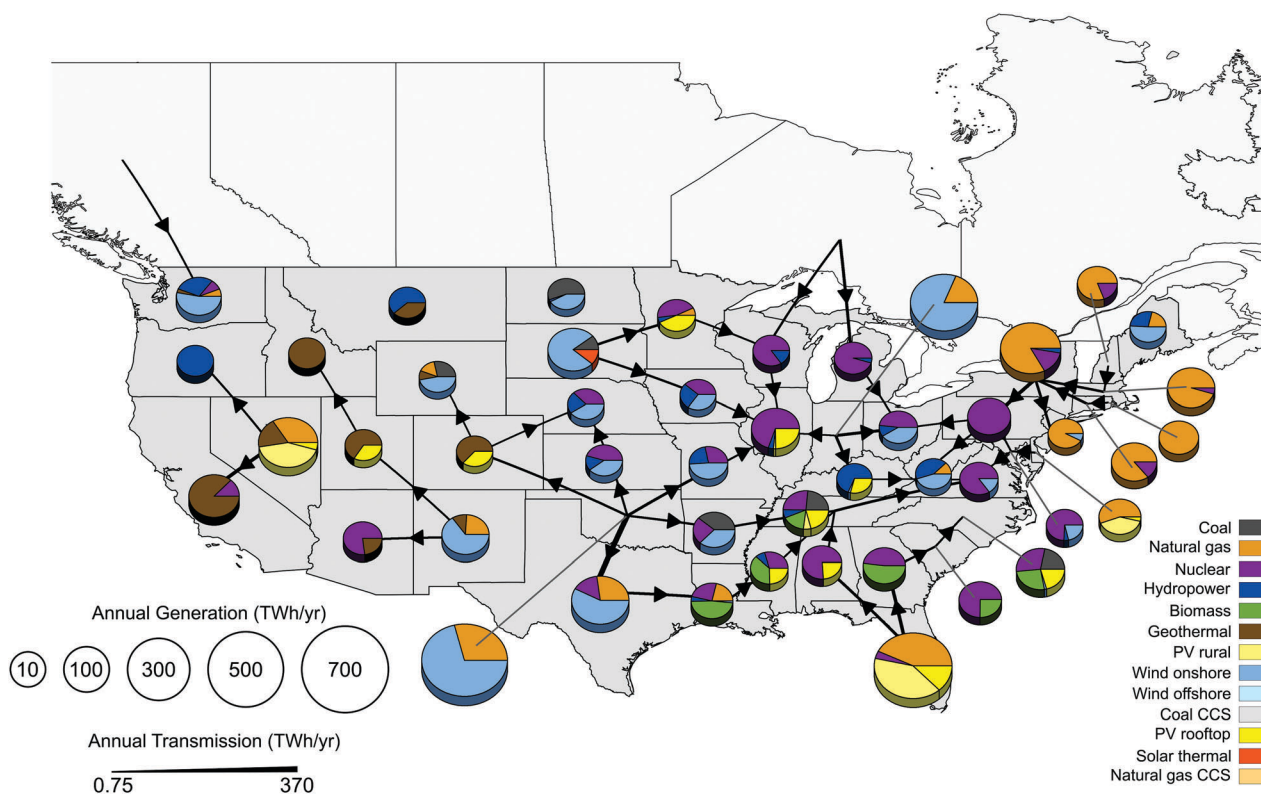 Annual Generation (TWh/yr)
10
100
300
500
700
Annual Transmission (TWh/yr)
0.75
370
Coal
Natural gas
Nuclear
Hydropower
Biomass
Geothermal
PV rural
Wind onshore
Wind offshore
Coal CCS
PV rooftop
Solar thermal
Natural gas CCS